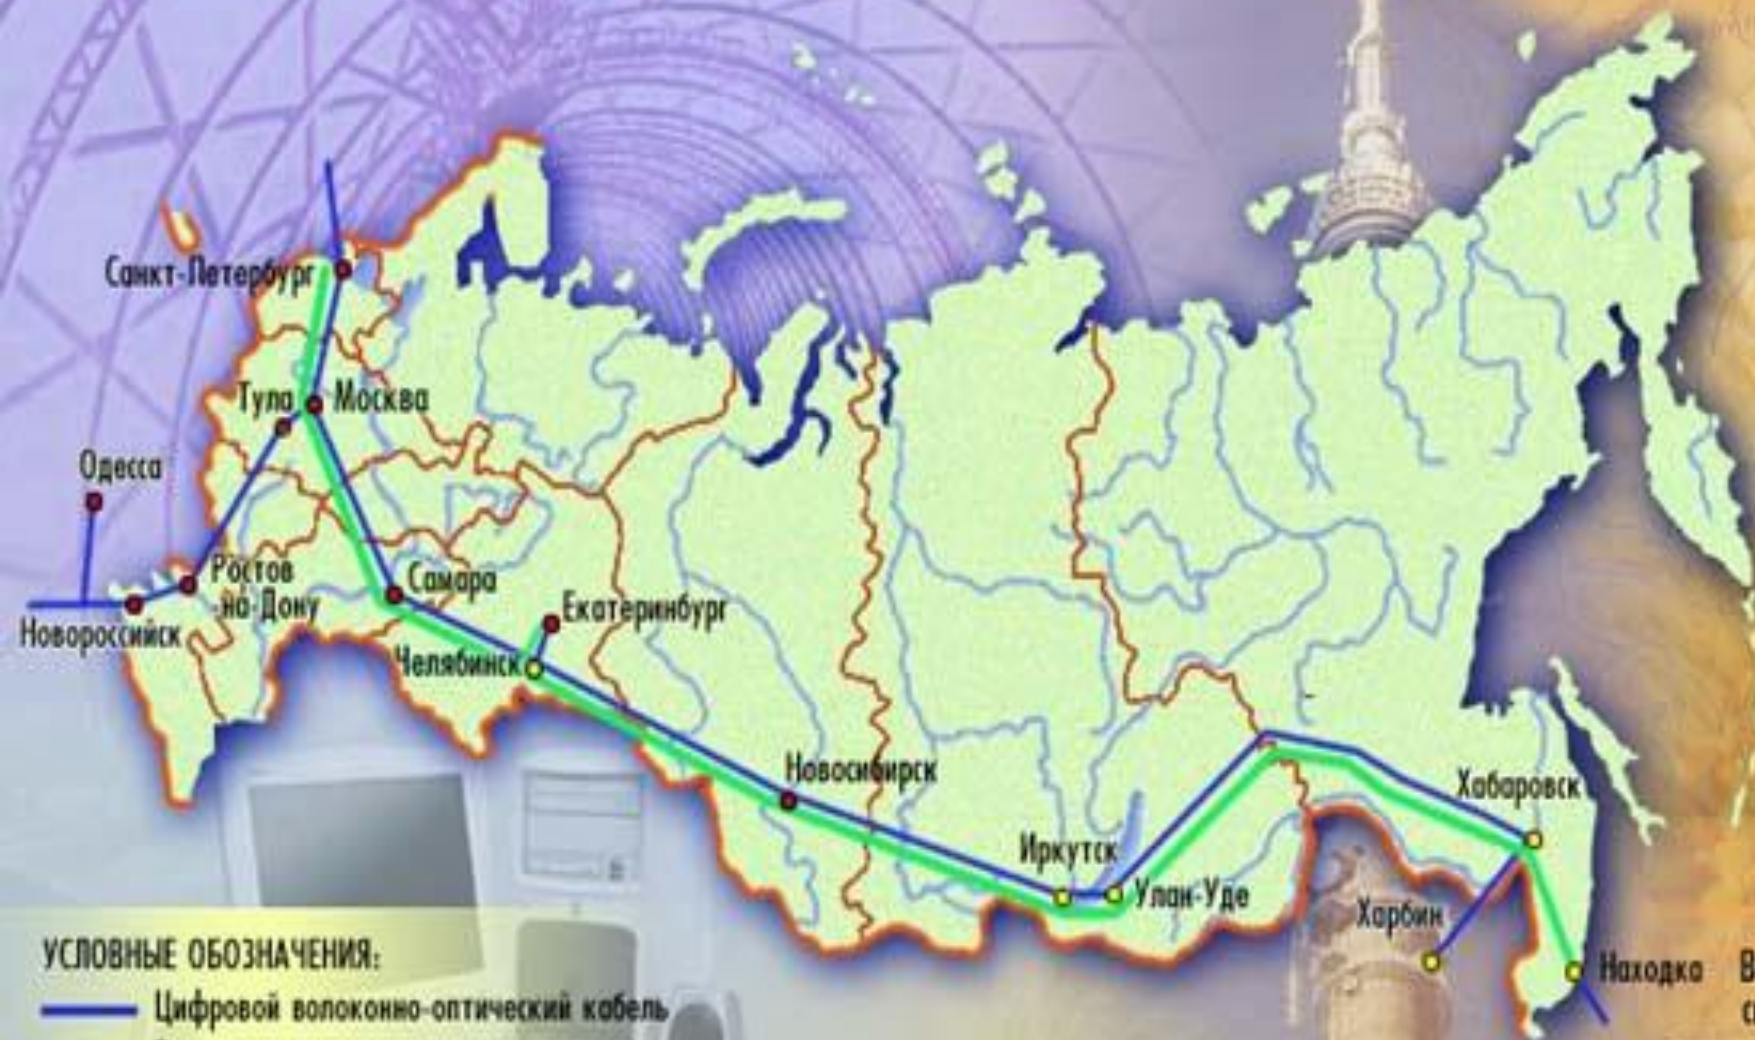 Санкт-Петербург
Тула
Москва
Одесса
Ростов
-на-Дону
Самара
Екатеринбург
Новороссийск
Челябинск
Новосибирск
Хабаровск
Иркутск
Улан-Уде
Харбин
Находка
УСЛОВНЫЕ ОБОЗНАЧЕНИЯ:
Цифровой волоконно-оптический кабель